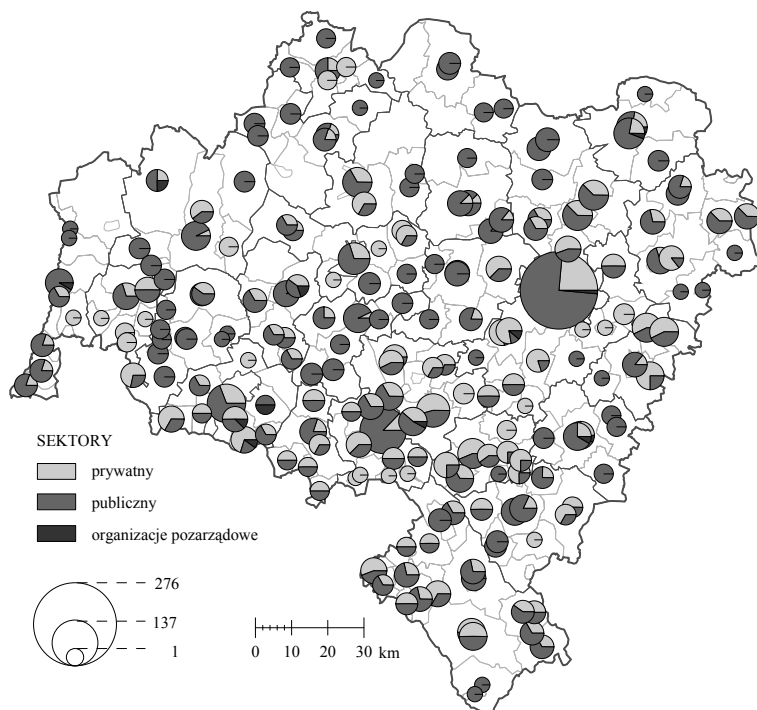 SEKTORY
prywatny
publiczny
organizacje pozarządowe
276
137
1
0 10 20 30 km